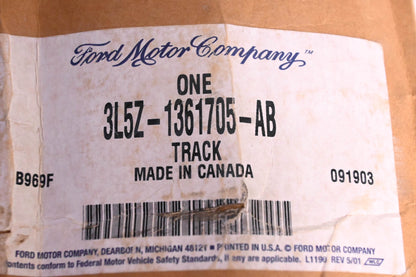 Ford Motor Company™
ONE
3L5Z-1361705-AB
TRACK
MADE IN CANADA
B969F 091903
FORD MOTOR COMPANY, DEARBORN, MICHIGAN 48121 • PRINTED IN U.S.A. © FORD MOTOR
contents conform to Federal Motor Vehicle Safety Standards, if any are applicable. L1199 REV 5/01